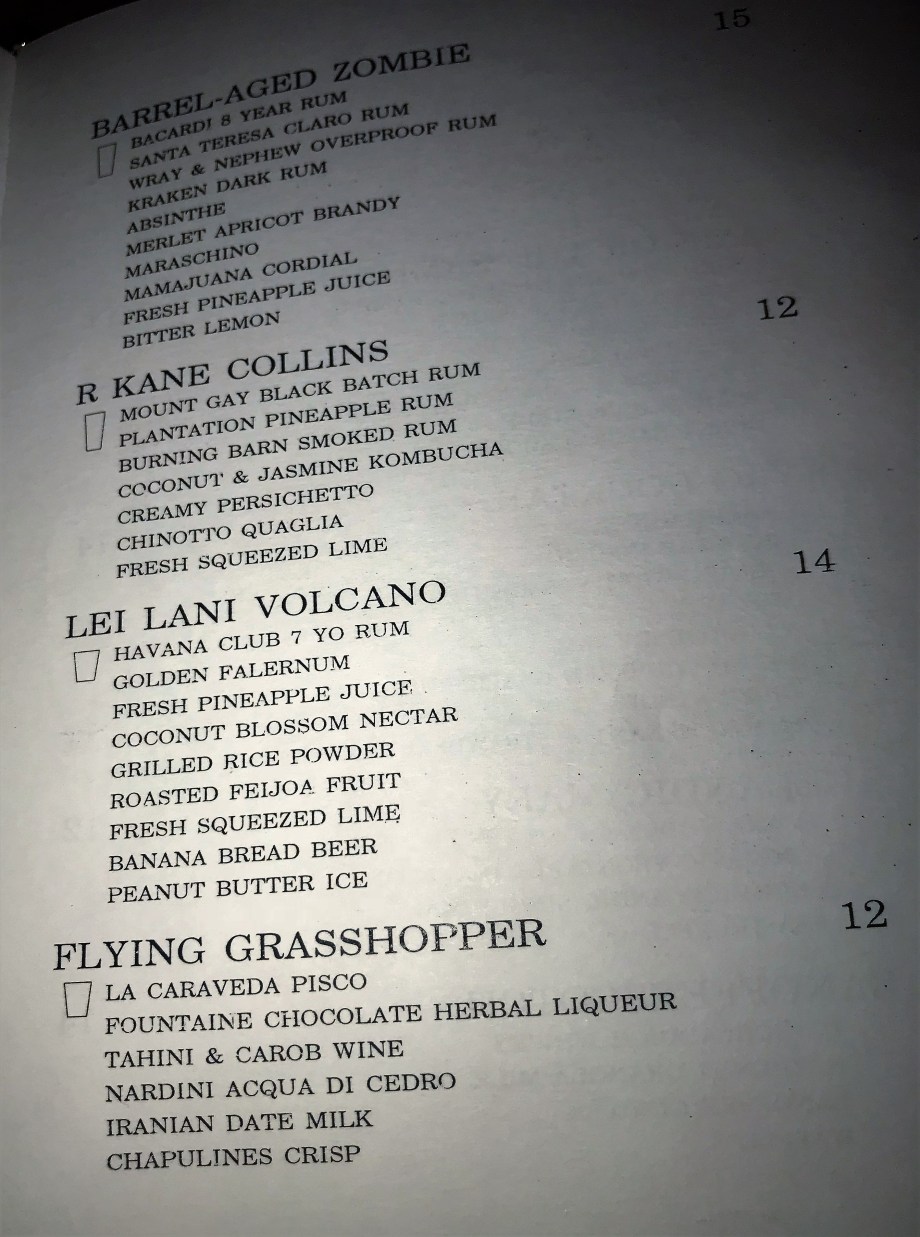 BARREL-AGED ZOMBIE 15
BACARDI 8 YEAR RUM
SANTA TERESA CLARO RUM
WRAY & NEPHEW OVERPROOF RUM
KRAKEN DARK RUM
ABSINTHE
MERLET APRICOT BRANDY
MARASCHINO
MAMAJUANA CORDIAL
FRESH PINEAPPLE JUICE
BITTER LEMON
R KANE COLLINS 12
MOUNT GAY BLACK BATCH RUM
PLANTATION PINEAPPLE RUM
BURNING BARN SMOKED RUM
COCONUT & JASMINE KOMBUCHA
CREAMY PERSICHETTO
CHINOTTO QUAGLIA
FRESH SQUEEZED LIME
LEI LANI VOLCANO 14
HAVANA CLUB 7 YO RUM
GOLDEN FALERNUM
FRESH PINEAPPLE JUICE
COCONUT BLOSSOM NECTAR
GRILLED RICE POWDER
ROASTED FEIJOA FRUIT
FRESH SQUEEZED LIME
BANANA BREAD BEER
PEANUT BUTTER ICE
FLYING GRASSHOPPER 12
LA CARAVEDA PISCO
FOUNTAINE CHOCOLATE HERBAL LIQUEUR
TAHINI & CAROB WINE
NARDINI ACQUA DI CEDRO
IRANIAN DATE MILK
CHAPULINES CRISP